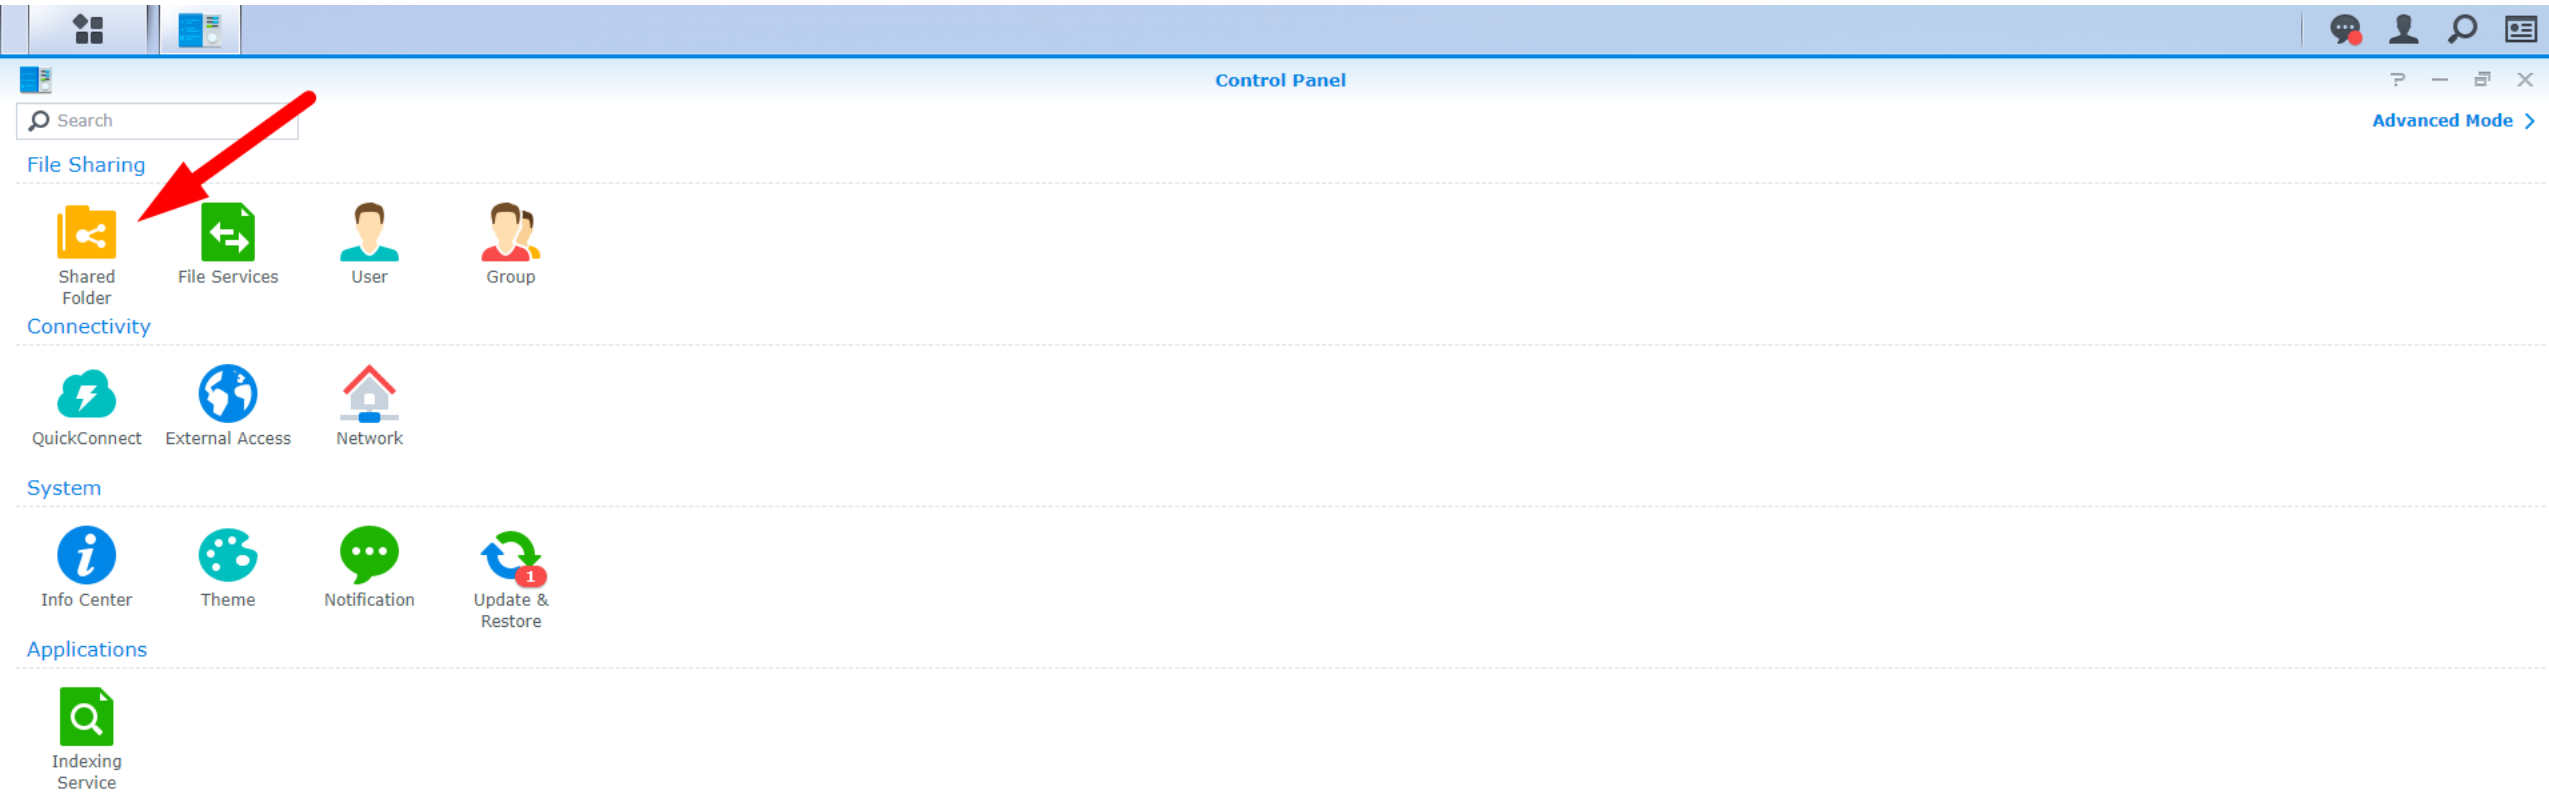 Control Panel
Search
Advanced Mode
File Sharing
Shared
Folder
File Services
User
Group
Connectivity
QuickConnect
External Access
Network
System
Info Center
Theme
Notification
1
Update &
Restore
Applications
Indexing
Service